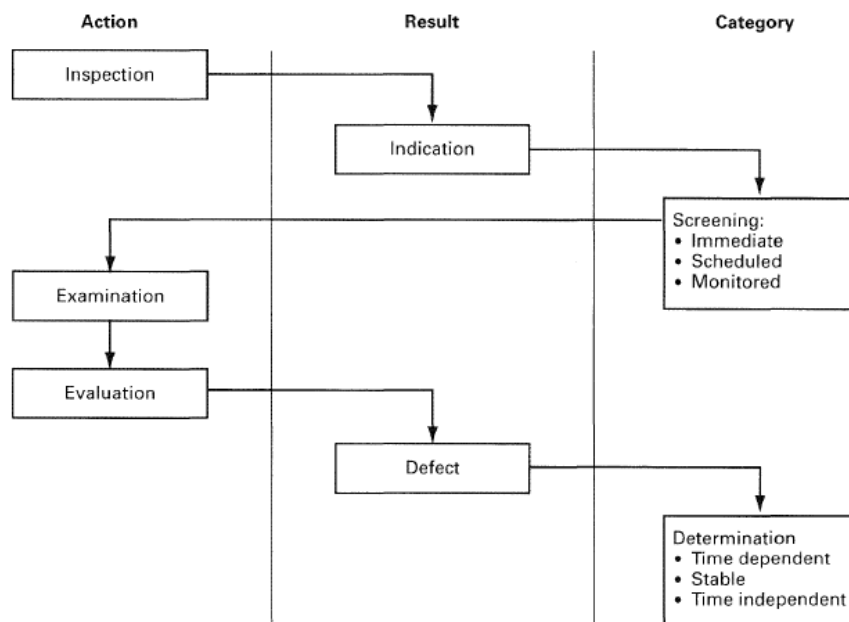 Action
Result
Category
Inspection
Indication
Screening:
• Immediate
• Scheduled
• Monitored
Examination
Evaluation
Defect
Determination
• Time dependent
• Stable
• Time independent